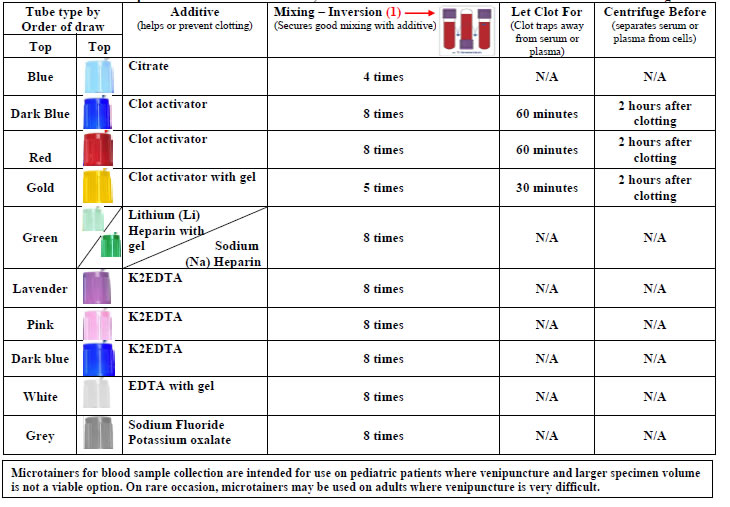 Tube type by Order of draw
Additive
(helps or prevent clotting)
Mixing – Inversion (1)
(Secures good mixing with additive)
Let Clot For
(Clot traps away from serum or plasma)
Centrifuge Before
(separates serum or plasma from cells)
Top Top
Blue Citrate 4 times N/A N/A
Dark Blue Clot activator 8 times 60 minutes 2 hours after clotting
Red Clot activator 8 times 60 minutes 2 hours after clotting
Gold Clot activator with gel 5 times 30 minutes 2 hours after clotting
Green Lithium (Li) Heparin with gel Sodium (Na) Heparin 8 times N/A N/A
Lavender K2EDTA 8 times N/A N/A
Pink K2EDTA 8 times N/A N/A
Dark blue K2EDTA 8 times N/A N/A
White EDTA with gel 8 times N/A N/A
Grey Sodium Fluoride Potassium oxalate 8 times N/A N/A
Microtainers for blood sample collection are intended for use on pediatric patients where venipuncture and larger specimen volume
is not a viable option. On rare occasion, microtainers may be used on adults where venipuncture is very difficult.